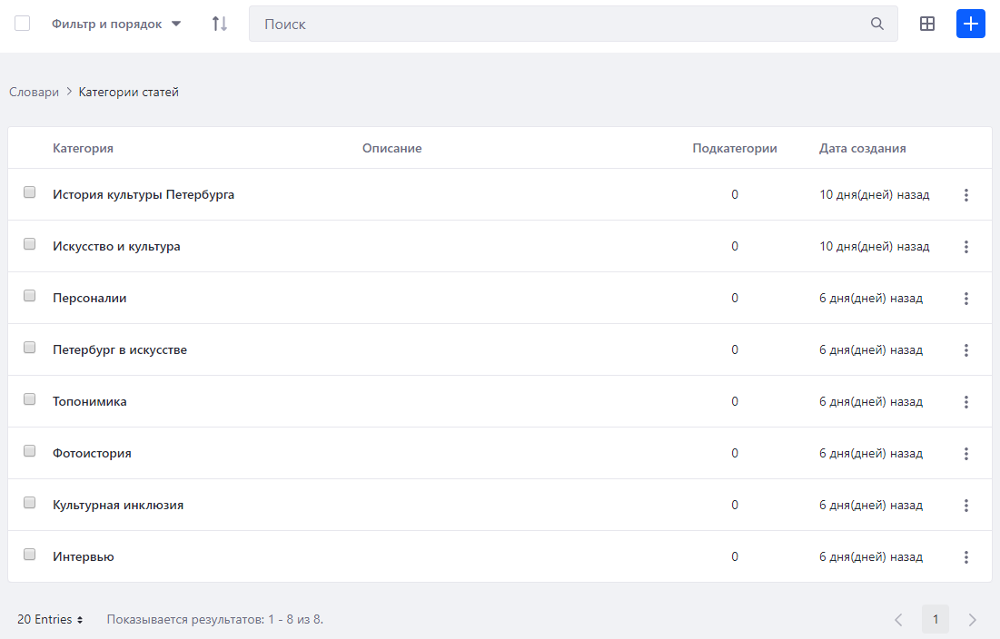 Фильтр и порядок
Поиск
Словари > Категории статей
Категория Описание Подкатегории Дата создания
История культуры Петербурга 0 10 дня(дней) назад
Искусство и культура 0 10 дня(дней) назад
Персоналии 0 6 дня(дней) назад
Петербург в искусстве 0 6 дня(дней) назад
Топонимика 0 6 дня(дней) назад
Фотоистория 0 6 дня(дней) назад
Культурная инклюзия 0 6 дня(дней) назад
Интервью 0 6 дня(дней) назад
20 Entries Показывается результатов: 1 - 8 из 8. 1